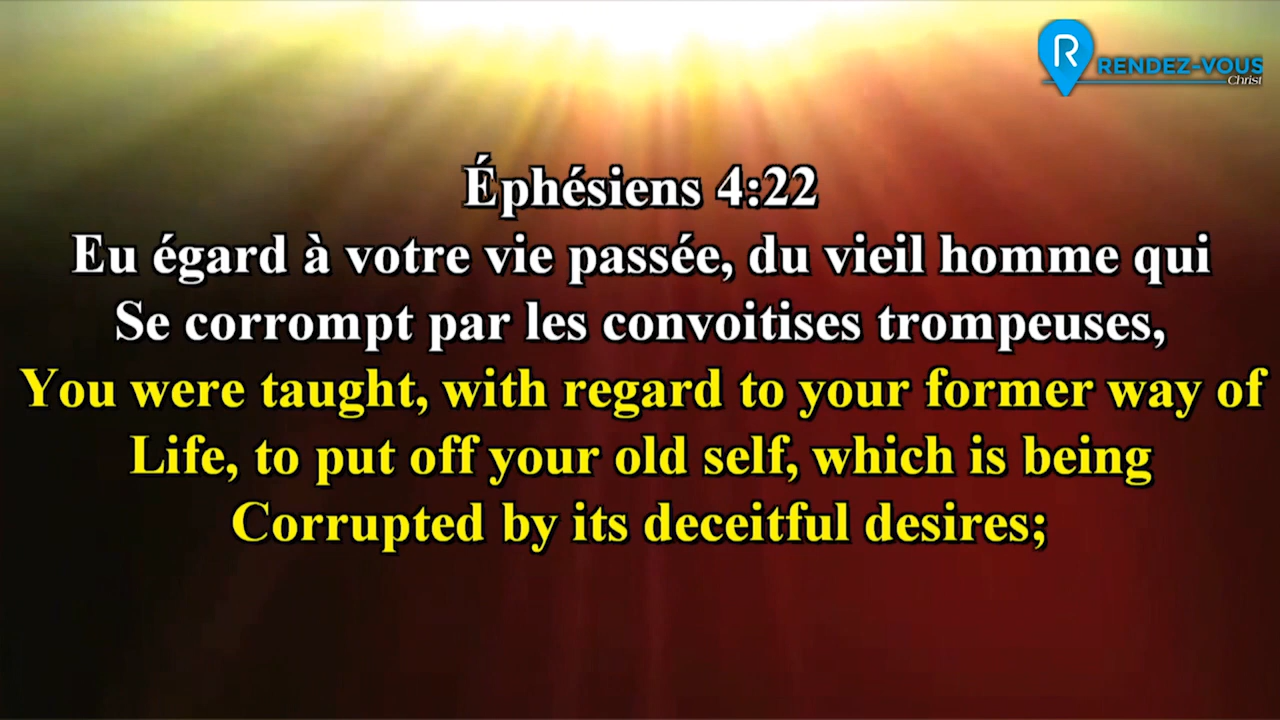 R
RENDEZ-VOUS
Christ
Éphésiens 4:22
Eu égard à votre vie passée, du vieil homme qui
Se corrompt par les convoitises trompeuses,
You were taught, with regard to your former way of
Life, to put off your old self, which is being
Corrupted by its deceitful desires;